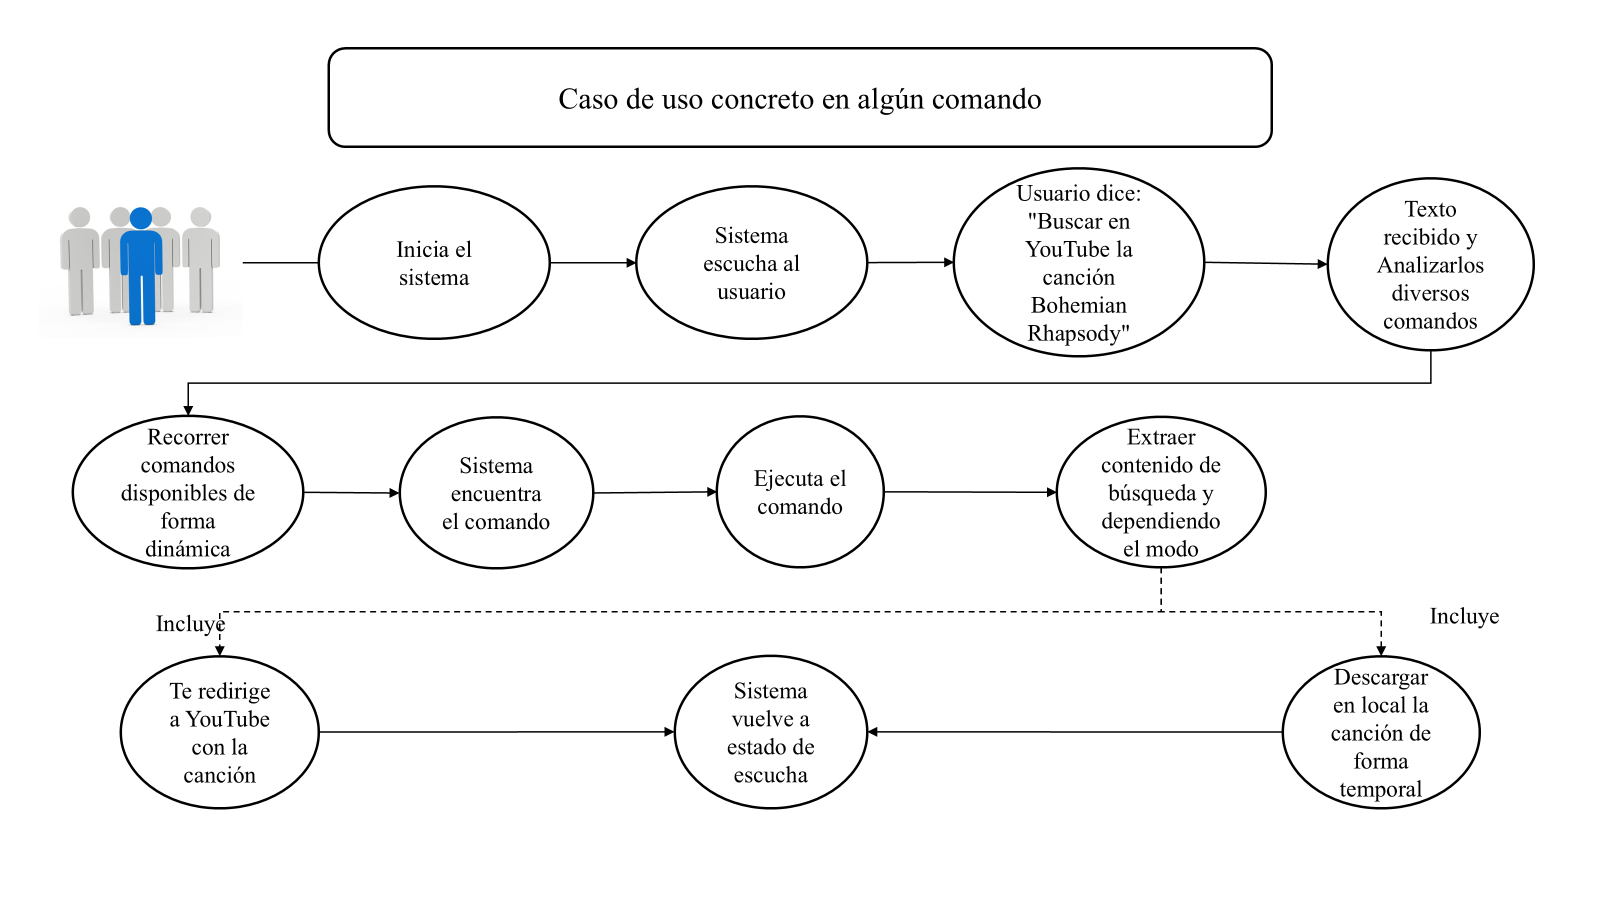 Caso de uso concreto en algún comando
Inicia el
sistema
Sistema
escucha al
usuario
Usuario dice:
"Buscar en
YouTube la
canción
Bohemian
Rhapsody"
Texto
recibido y
Analizarlos
diversos
comandos
Recorrer
comandos
disponibles de
forma
dinámica
Sistema
encuentra
el comando
Ejecuta el
comando
Extraer
contenido de
búsqueda y
dependiendo
el modo
Incluye
Incluye
Te redirige
a YouTube
con la
canción
Sistema
vuelve a
estado de
escucha
Descargar
en local la
canción de
forma
temporal